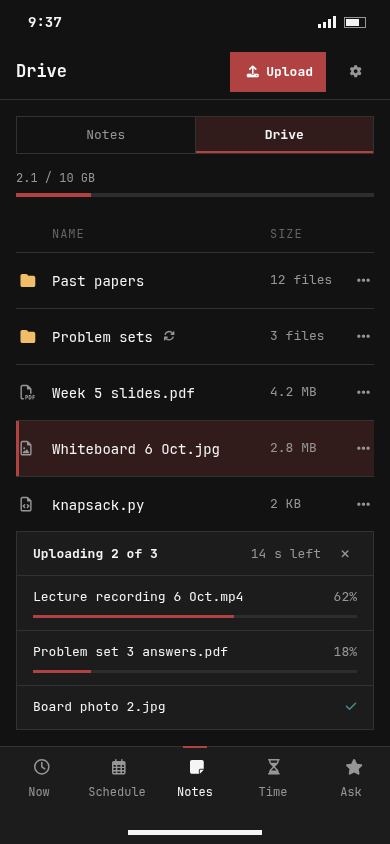 9:37
Drive
Upload
Notes
Drive
2.1 / 10 GB
NAME SIZE
Past papers 12 files
Problem sets 3 files
PDF Week 5 slides.pdf 4.2 MB
Whiteboard 6 Oct.jpg 2.8 MB
knapsack.py 2 KB
Uploading 2 of 3 14 s left
Lecture recording 6 Oct.mp4 62%
Problem set 3 answers.pdf 18%
Board photo 2.jpg
Now Schedule Notes Time Ask